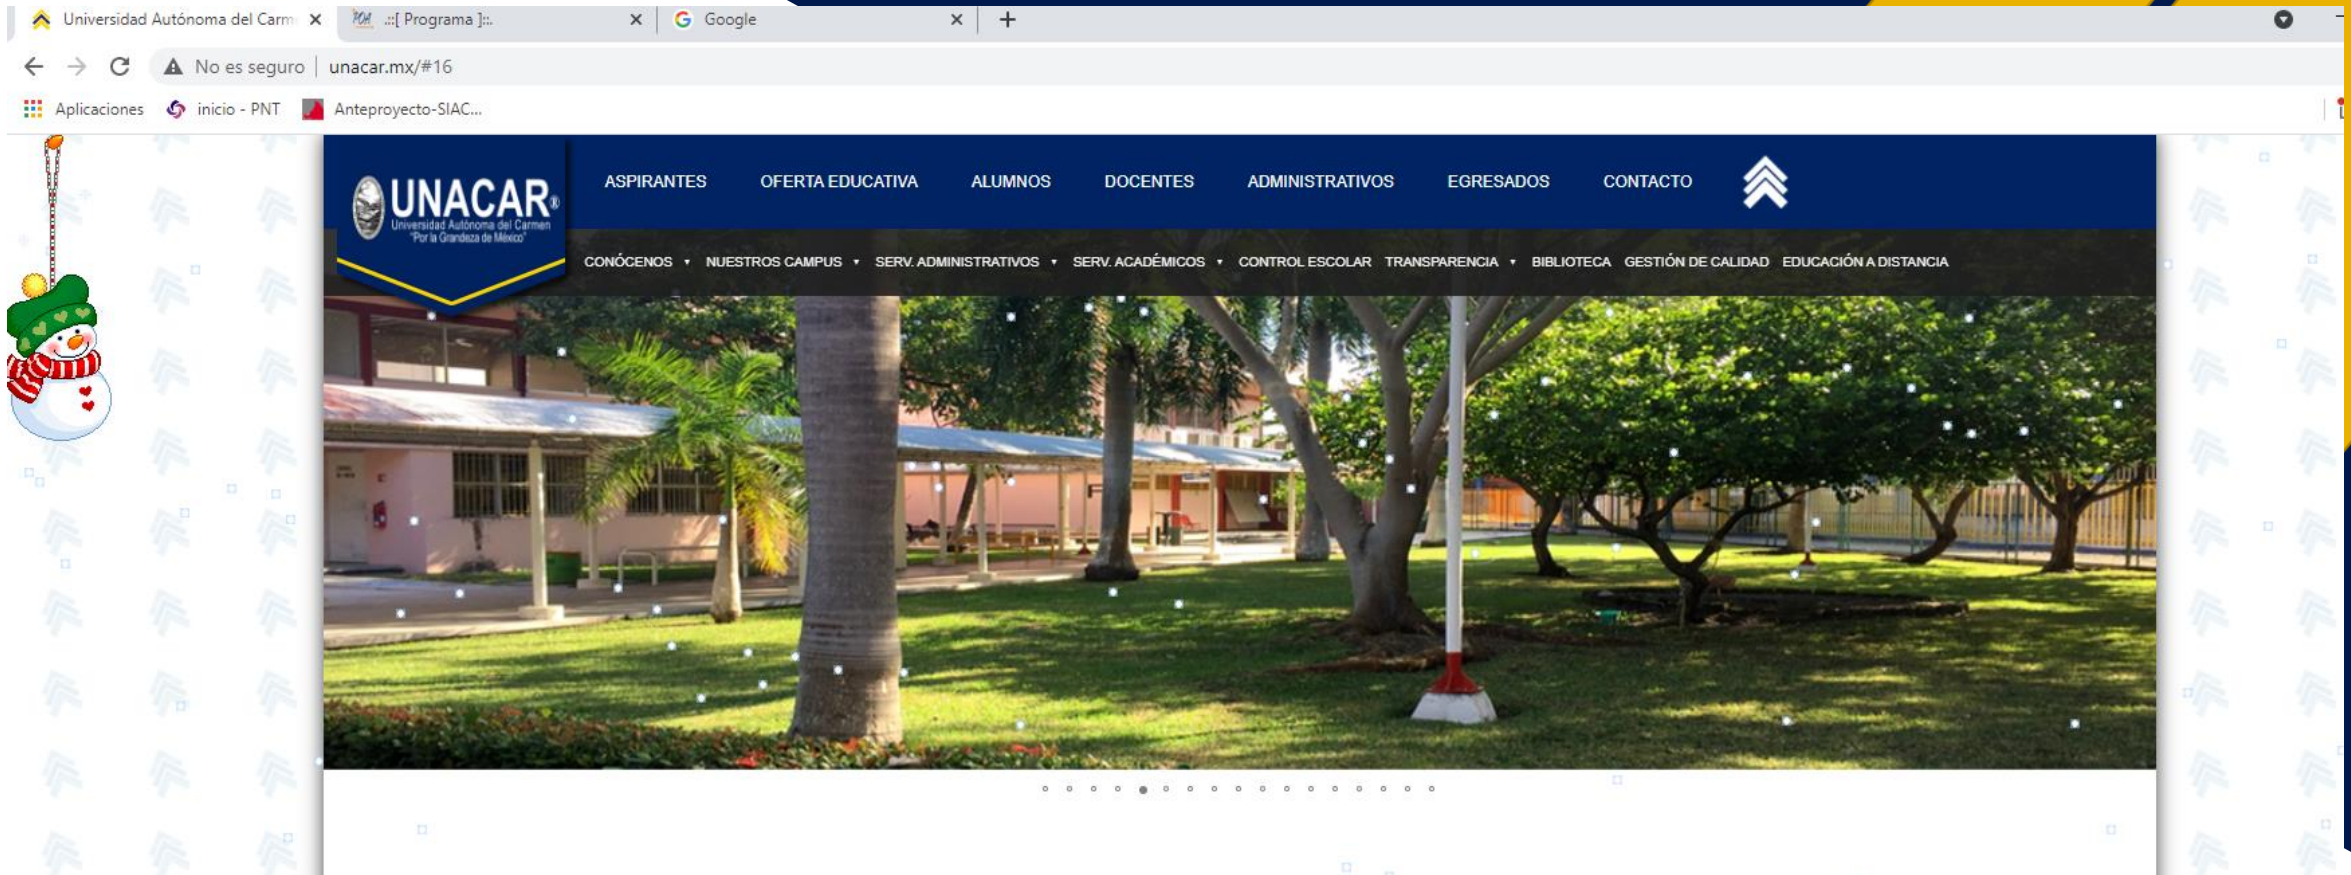 Universidad Autónoma del Carm
.::[ Programa ]::.
Google
No es seguro
unacar.mx/#16
Aplicaciones
inicio - PNT
Anteproyecto-SIAC...
UNACAR®
Universidad Autónoma del Carmen
"Por la Grandeza de México"
ASPIRANTES OFERTA EDUCATIVA ALUMNOS DOCENTES ADMINISTRATIVOS EGRESADOS CONTACTO
CONÓCENOS NUESTROS CAMPUS SERV. ADMINISTRATIVOS SERV. ACADÉMICOS CONTROL ESCOLAR TRANSPARENCIA BIBLIOTECA GESTIÓN DE CALIDAD EDUCACIÓN A DISTANCIA